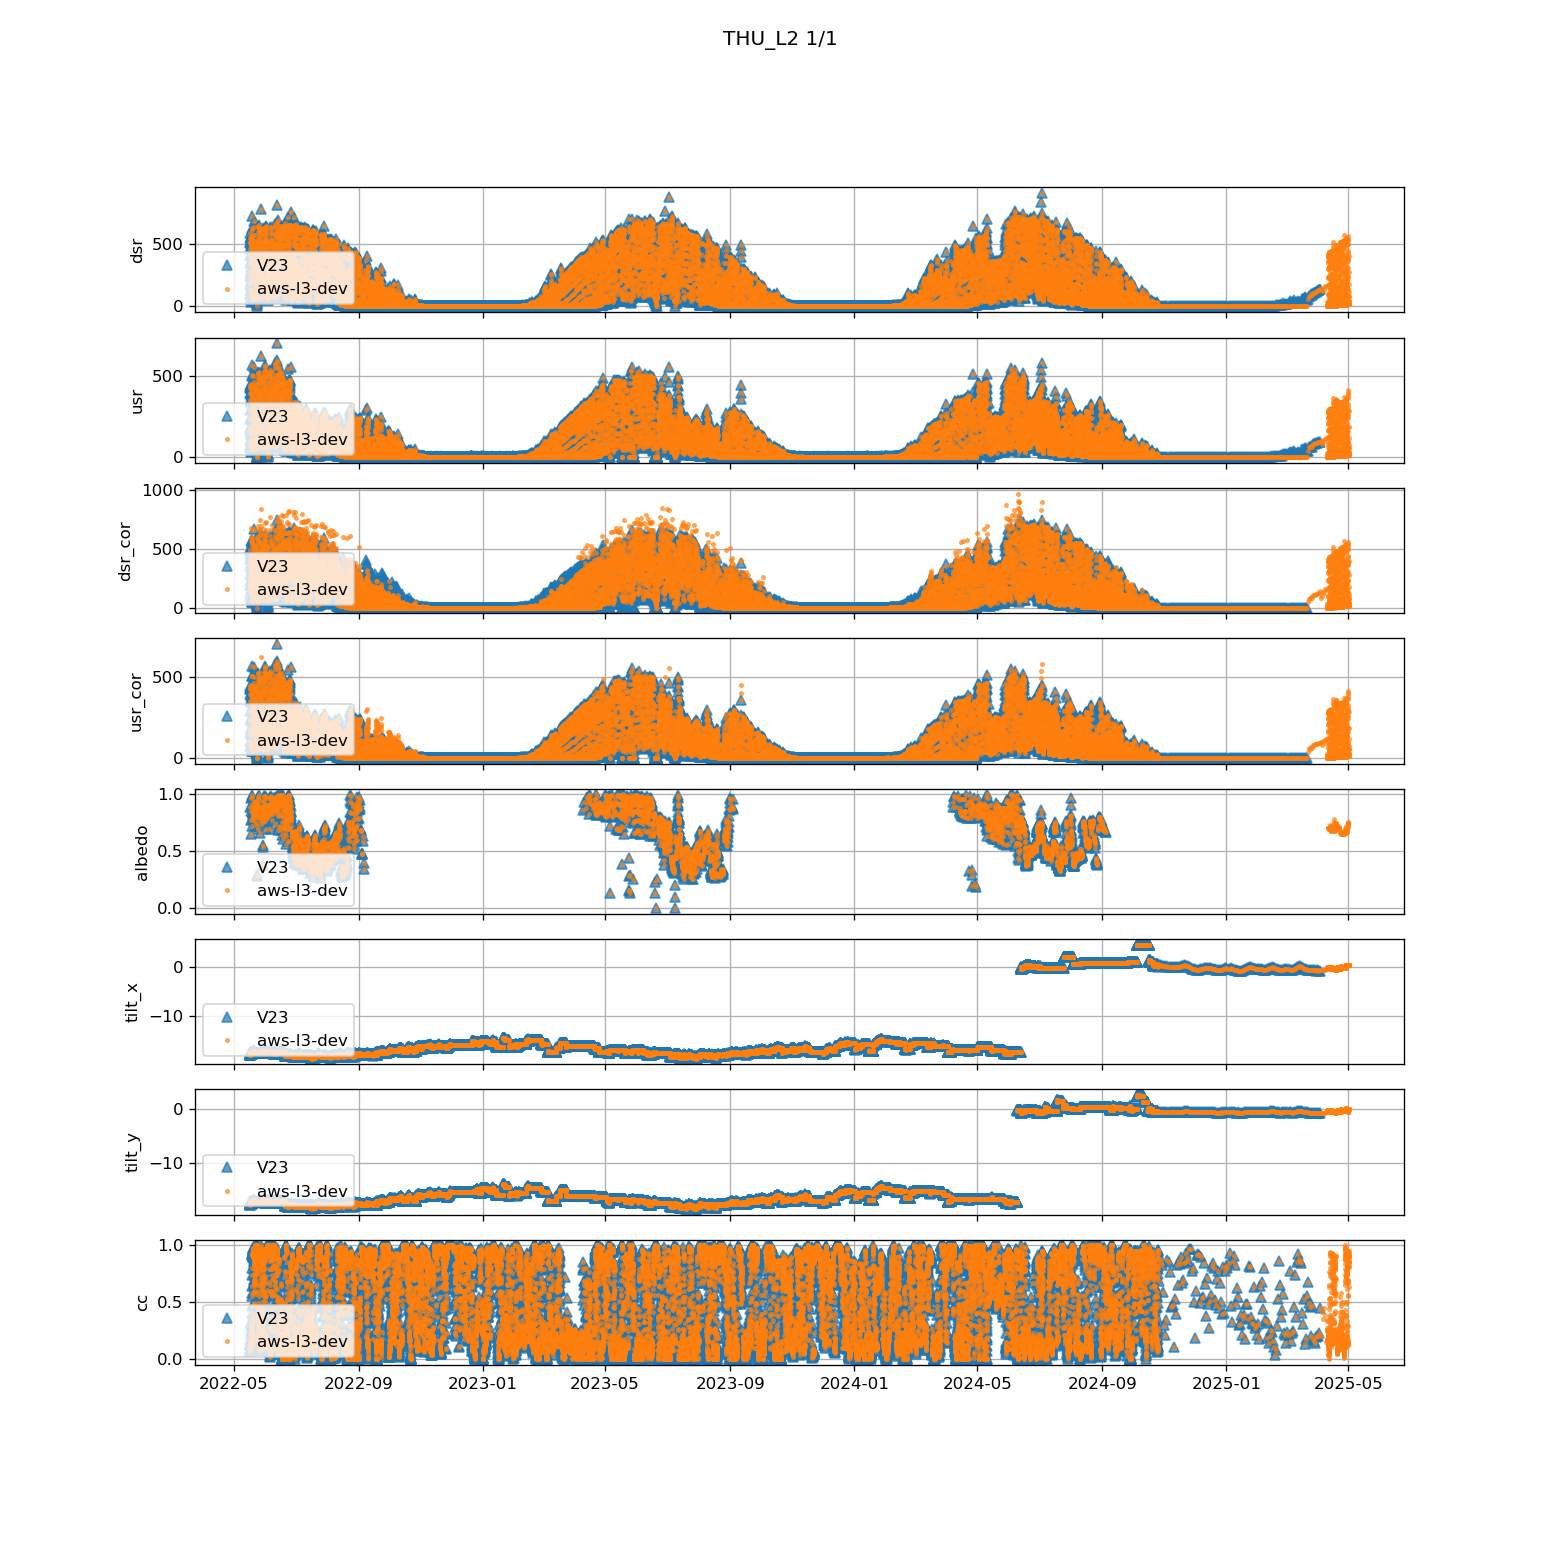 THU_L2 1/1
dsr
500
0
V23
aws-l3-dev
usr
500
0
V23
aws-l3-dev
dsr_cor
1000
500
0
V23
aws-l3-dev
usr_cor
500
0
V23
aws-l3-dev
albedo
1.0
0.5
0.0
V23
aws-l3-dev
tilt_x
0
−10
V23
aws-l3-dev
tilt_y
0
−10
V23
aws-l3-dev
cc
1.0
0.5
0.0
V23
aws-l3-dev
2022-05 2022-09 2023-01 2023-05 2023-09 2024-01 2024-05 2024-09 2025-01 2025-05